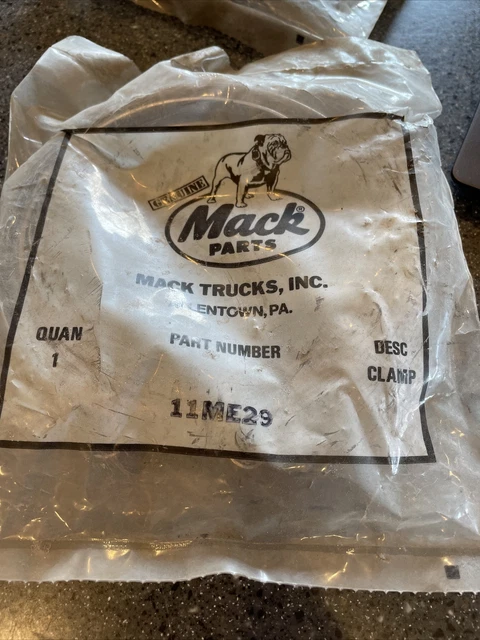 GENUINE
Mack®
PARTS
MACK TRUCKS, INC.
LENTOWN, PA.
QUAN
PART NUMBER
DESC
1
CLAMP
11ME29